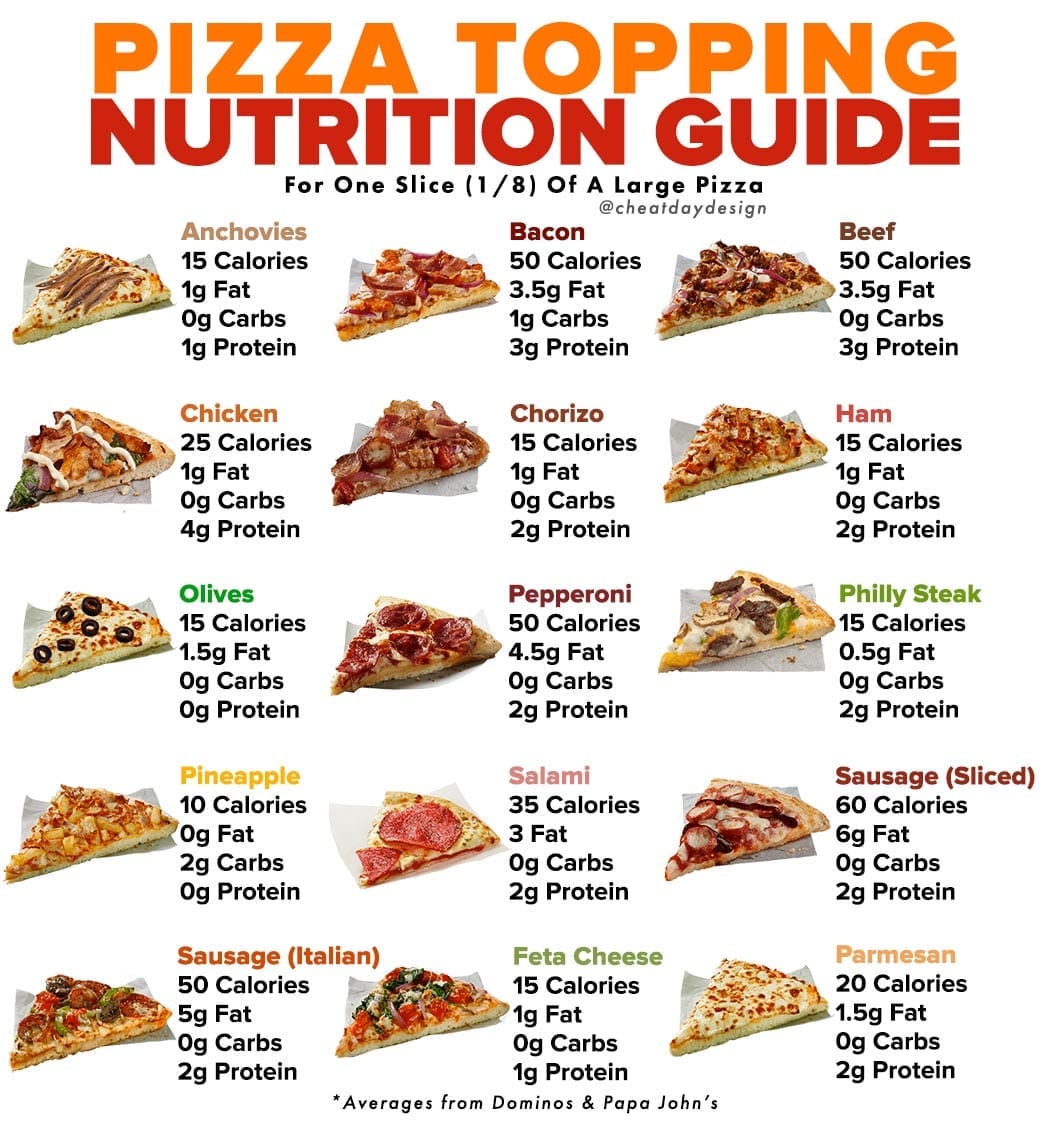 PIZZA TOPPING
NUTRITION GUIDE
For One Slice (1/8) Of A Large Pizza
@cheatdaydesign
Anchovies
15 Calories
1g Fat
0g Carbs
1g Protein
Bacon
50 Calories
3.5g Fat
1g Carbs
3g Protein
Beef
50 Calories
3.5g Fat
0g Carbs
3g Protein
Chicken
25 Calories
1g Fat
0g Carbs
4g Protein
Chorizo
15 Calories
1g Fat
0g Carbs
2g Protein
Ham
15 Calories
1g Fat
0g Carbs
2g Protein
Olives
15 Calories
1.5g Fat
0g Carbs
0g Protein
Pepperoni
50 Calories
4.5g Fat
0g Carbs
2g Protein
Philly Steak
15 Calories
0.5g Fat
0g Carbs
2g Protein
Pineapple
10 Calories
0g Fat
2g Carbs
0g Protein
Salami
35 Calories
3 Fat
0g Carbs
2g Protein
Sausage (Sliced)
60 Calories
6g Fat
0g Carbs
2g Protein
Sausage (Italian)
50 Calories
5g Fat
0g Carbs
2g Protein
Feta Cheese
15 Calories
1g Fat
0g Carbs
1g Protein
Parmesan
20 Calories
1.5g Fat
0g Carbs
2g Protein
*Averages from Dominos & Papa John's